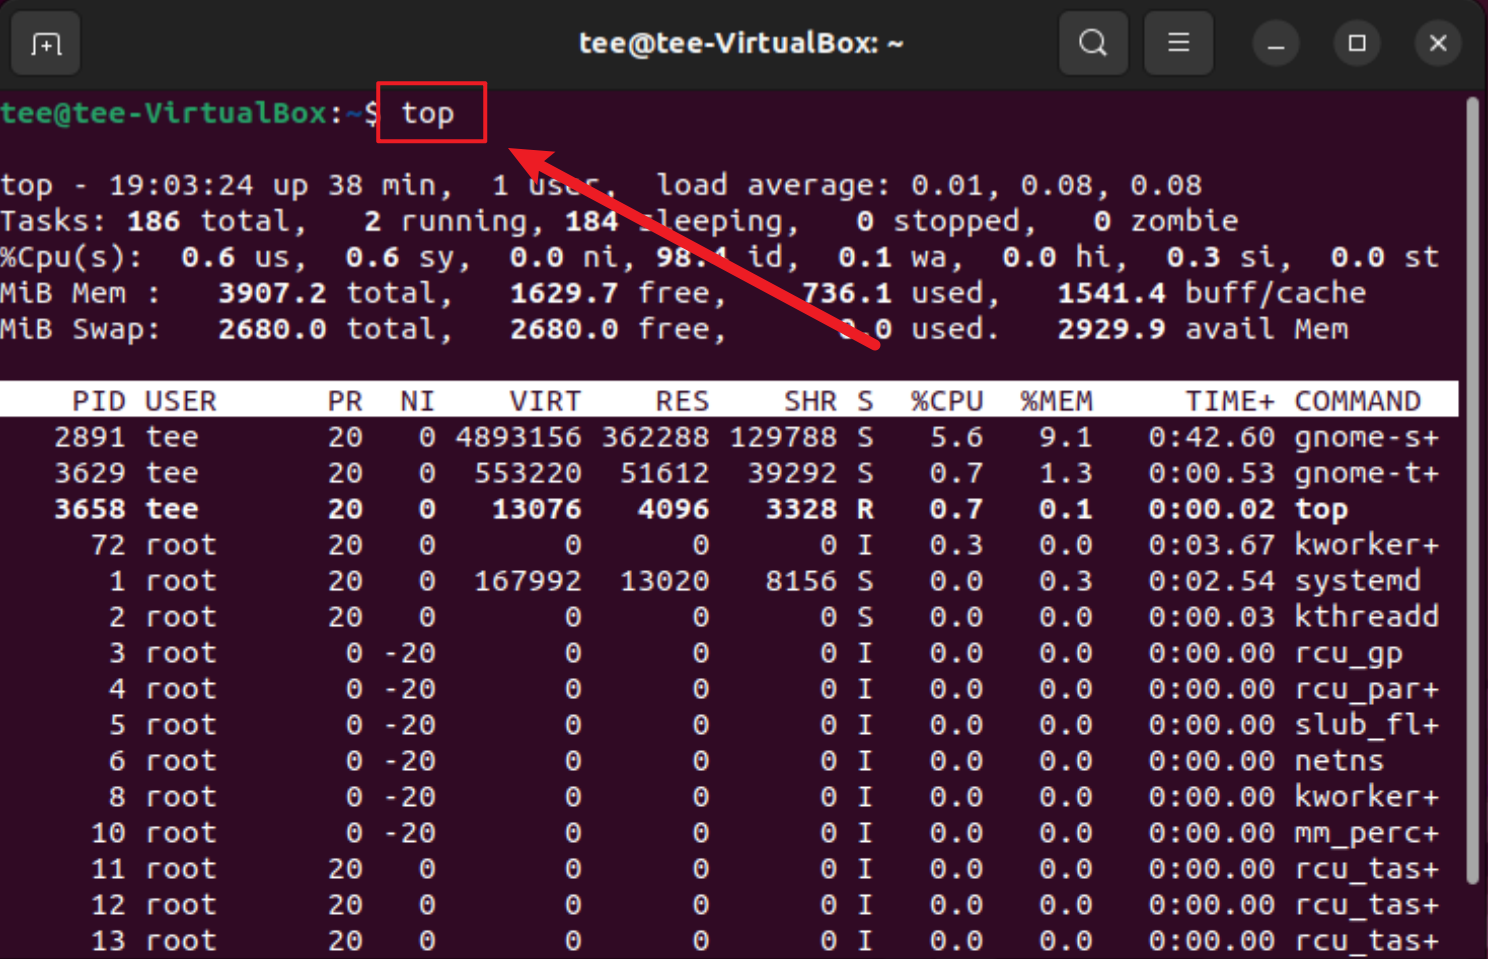 tee@tee-VirtualBox: ~
tee@tee-VirtualBox:~$ top
top - 19:03:24 up 38 min,  1 user,  load average: 0.01, 0.08, 0.08
Tasks: 186 total,   2 running, 184 sleeping,   0 stopped,   0 zombie
%Cpu(s):  0.6 us,  0.6 sy,  0.0 ni, 98.4 id,  0.1 wa,  0.0 hi,  0.3 si,  0.0 st
MiB Mem :   3907.2 total,   1629.7 free,    736.1 used,   1541.4 buff/cache
MiB Swap:   2680.0 total,   2680.0 free,      0.0 used.   2929.9 avail Mem
PID USER      PR  NI    VIRT    RES    SHR S  %CPU  %MEM     TIME+ COMMAND
2891 tee       20   0 4893156 362288 129788 S   5.6   9.1   0:42.60 gnome-s+
3629 tee       20   0  553220  51612  39292 S   0.7   1.3   0:00.53 gnome-t+
3658 tee       20   0   13076   4096   3328 R   0.7   0.1   0:00.02 top
72 root      20   0       0      0      0 I   0.3   0.0   0:03.67 kworker+
1 root      20   0  167992  13020   8156 S   0.0   0.3   0:02.54 systemd
2 root      20   0       0      0      0 S   0.0   0.0   0:00.03 kthreadd
3 root       0 -20       0      0      0 I   0.0   0.0   0:00.00 rcu_gp
4 root       0 -20       0      0      0 I   0.0   0.0   0:00.00 rcu_par+
5 root       0 -20       0      0      0 I   0.0   0.0   0:00.00 slub_fl+
6 root       0 -20       0      0      0 I   0.0   0.0   0:00.00 netns
8 root       0 -20       0      0      0 I   0.0   0.0   0:00.00 kworker+
10 root       0 -20       0      0      0 I   0.0   0.0   0:00.00 mm_perc+
11 root      20   0       0      0      0 I   0.0   0.0   0:00.00 rcu_tas+
12 root      20   0       0      0      0 I   0.0   0.0   0:00.00 rcu_tas+
13 root      20   0       0      0      0 I   0.0   0.0   0:00.00 rcu_tas+